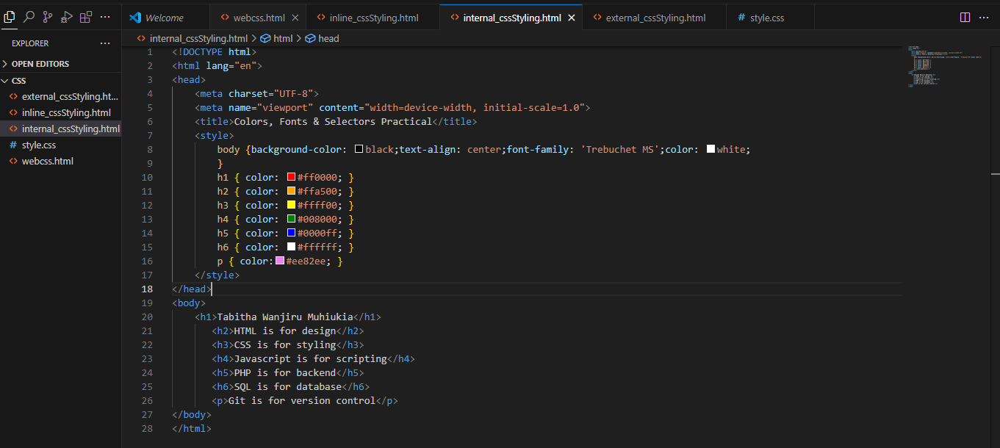 Welcome
webcss.html
inline_cssStyling.html
internal_cssStyling.html
external_cssStyling.html
# style.css
EXPLORER
OPEN EDITORS
CSS
external_cssStyling.ht...
inline_cssStyling.html
internal_cssStyling.html
# style.css
webcss.html
internal_cssStyling.html > html > head
1 <!DOCTYPE html>
2 <html lang="en">
3 <head>
4 <meta charset="UTF-8">
5 <meta name="viewport" content="width=device-width, initial-scale=1.0">
6 <title>Colors, Fonts & Selectors Practical</title>
7 <style>
8 body {background-color: black;text-align: center;font-family: 'Trebuchet MS';color: white;
9 }
10 h1 { color: #ff0000; }
11 h2 { color: #ffa500; }
12 h3 { color: #ffff00; }
13 h4 { color: #008000; }
14 h5 { color: #0000ff; }
15 h6 { color: #ffffff; }
16 p { color: #ee82ee; }
17 </style>
18 </head>
19 <body>
20 <h1>Tabitha Wanjiru Muhiukia</h1>
21 <h2>HTML is for design</h2>
22 <h3>CSS is for styling</h3>
23 <h4>Javascript is for scripting</h4>
24 <h5>PHP is for backend</h5>
25 <h6>SQL is for database</h6>
26 <p>Git is for version control</p>
27 </body>
28 </html>